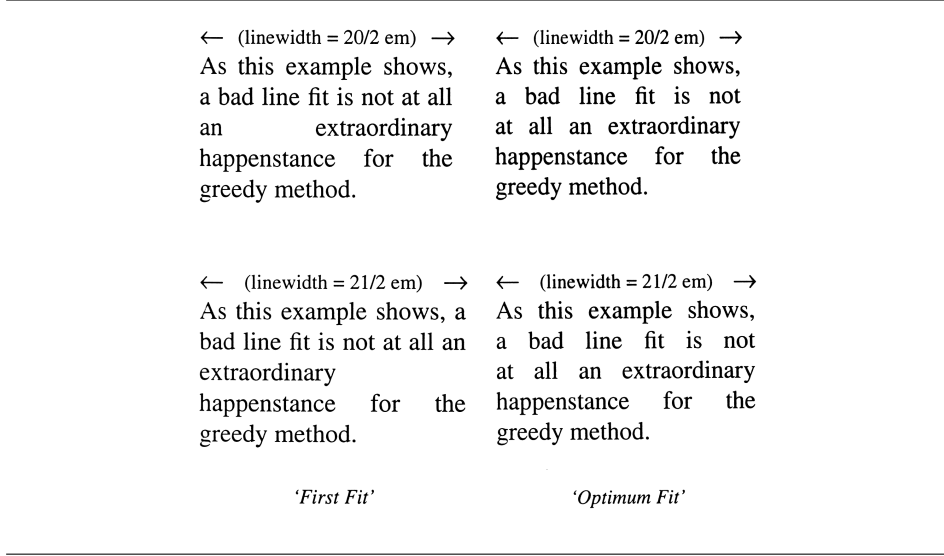 ← (linewidth = 20/2 em) →
As this example shows,
a bad line fit is not at all
an extraordinary
happenstance for the
greedy method.
← (linewidth = 20/2 em) →
As this example shows,
a bad line fit is not
at all an extraordinary
happenstance for the
greedy method.
← (linewidth = 21/2 em) →
As this example shows, a
bad line fit is not at all an
extraordinary
happenstance for the
greedy method.
← (linewidth = 21/2 em) →
As this example shows,
a bad line fit is not
at all an extraordinary
happenstance for the
greedy method.
‘First Fit’
‘Optimum Fit’